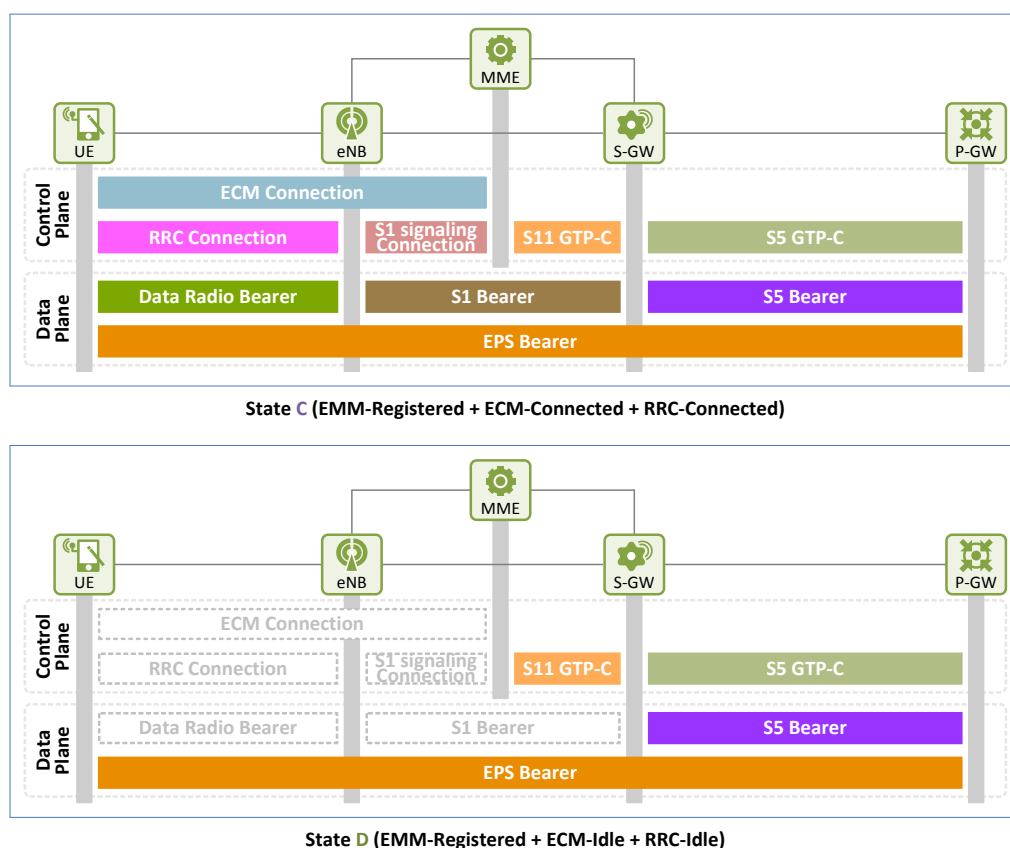 MME
UE
eNB
S-GW
P-GW
Control
Plane
ECM Connection
RRC Connection
S1 signaling
Connection
S11 GTP-C
S5 GTP-C
Data
Plane
Data Radio Bearer
S1 Bearer
S5 Bearer
EPS Bearer
State C (EMM-Registered + ECM-Connected + RRC-Connected)
MME
UE
eNB
S-GW
P-GW
Control
Plane
ECM Connection
RRC Connection
S1 signaling
Connection
S11 GTP-C
S5 GTP-C
Data
Plane
Data Radio Bearer
S1 Bearer
S5 Bearer
EPS Bearer
State D (EMM-Registered + ECM-Idle + RRC-Idle)